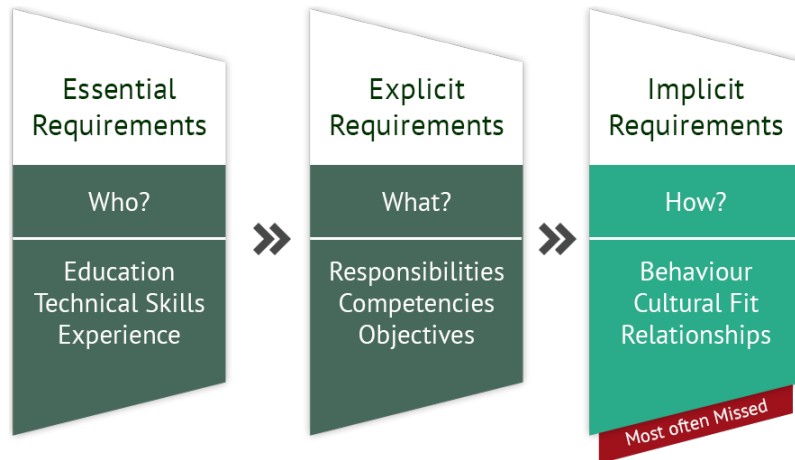 Essential
Requirements
Who?
Education
Technical Skills
Experience
Explicit
Requirements
What?
Responsibilities
Competencies
Objectives
Implicit
Requirements
How?
Behaviour
Cultural Fit
Relationships
Most often Missed